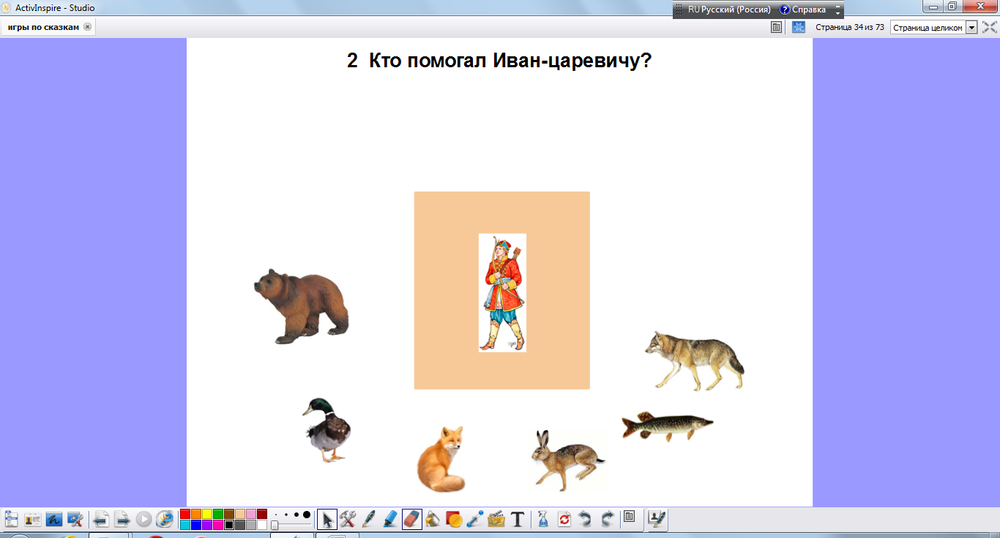 ActivInspire - Studio
RU Русский (Россия) ? Справка
игры по сказкам
Страница 34 из 73
Страница целиком
2 Кто помогал Иван-царевичу?
T